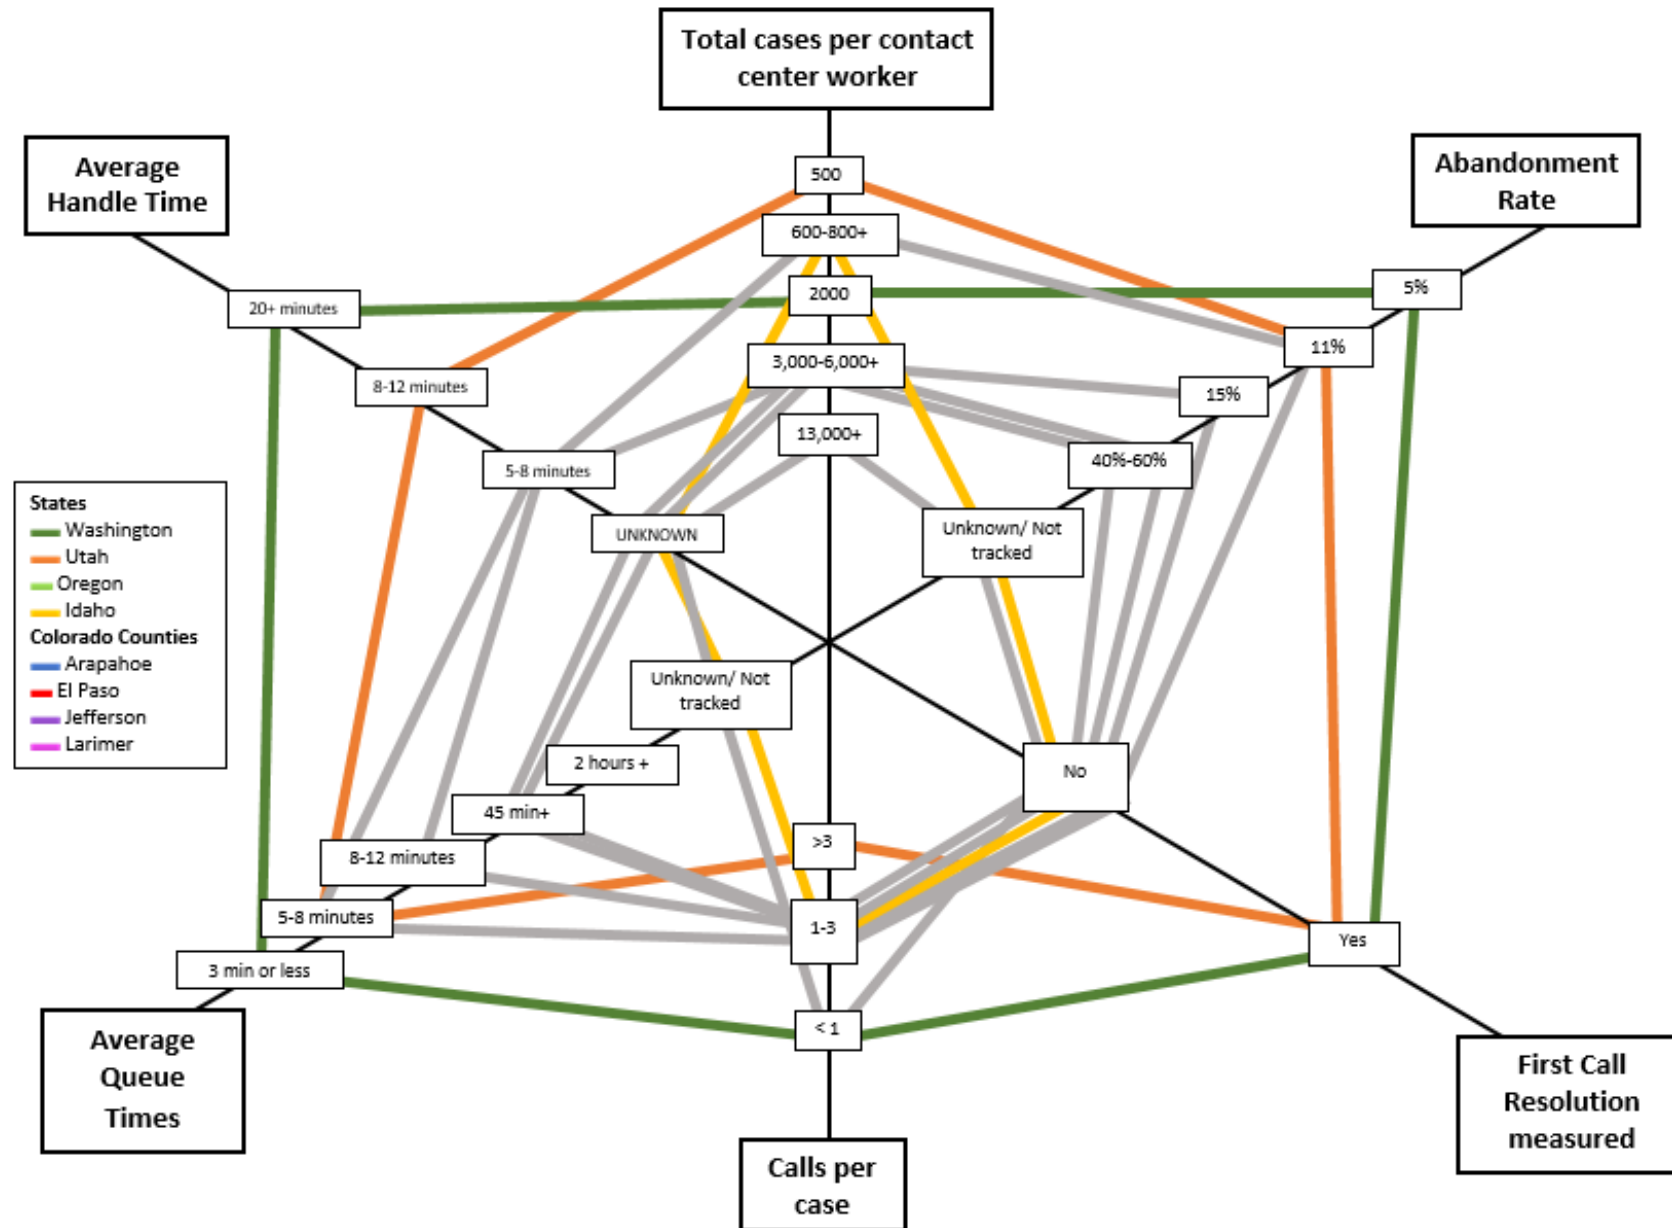 Total cases per contact
center worker
Average
Handle Time
Abandonment
Rate
500
600-800+
2000
3,000-6,000+
13,000+
5%
11%
15%
40%-60%
Unknown/ Not
tracked
20+ minutes
8-12 minutes
5-8 minutes
UNKNOWN
States
Washington
Utah
Oregon
Idaho
Colorado Counties
Arapahoe
El Paso
Jefferson
Larimer
Unknown/ Not
tracked
2 hours +
45 min+
8-12 minutes
5-8 minutes
3 min or less
No
Yes
>3
1-3
< 1
Average
Queue
Times
Calls per
case
First Call
Resolution
measured